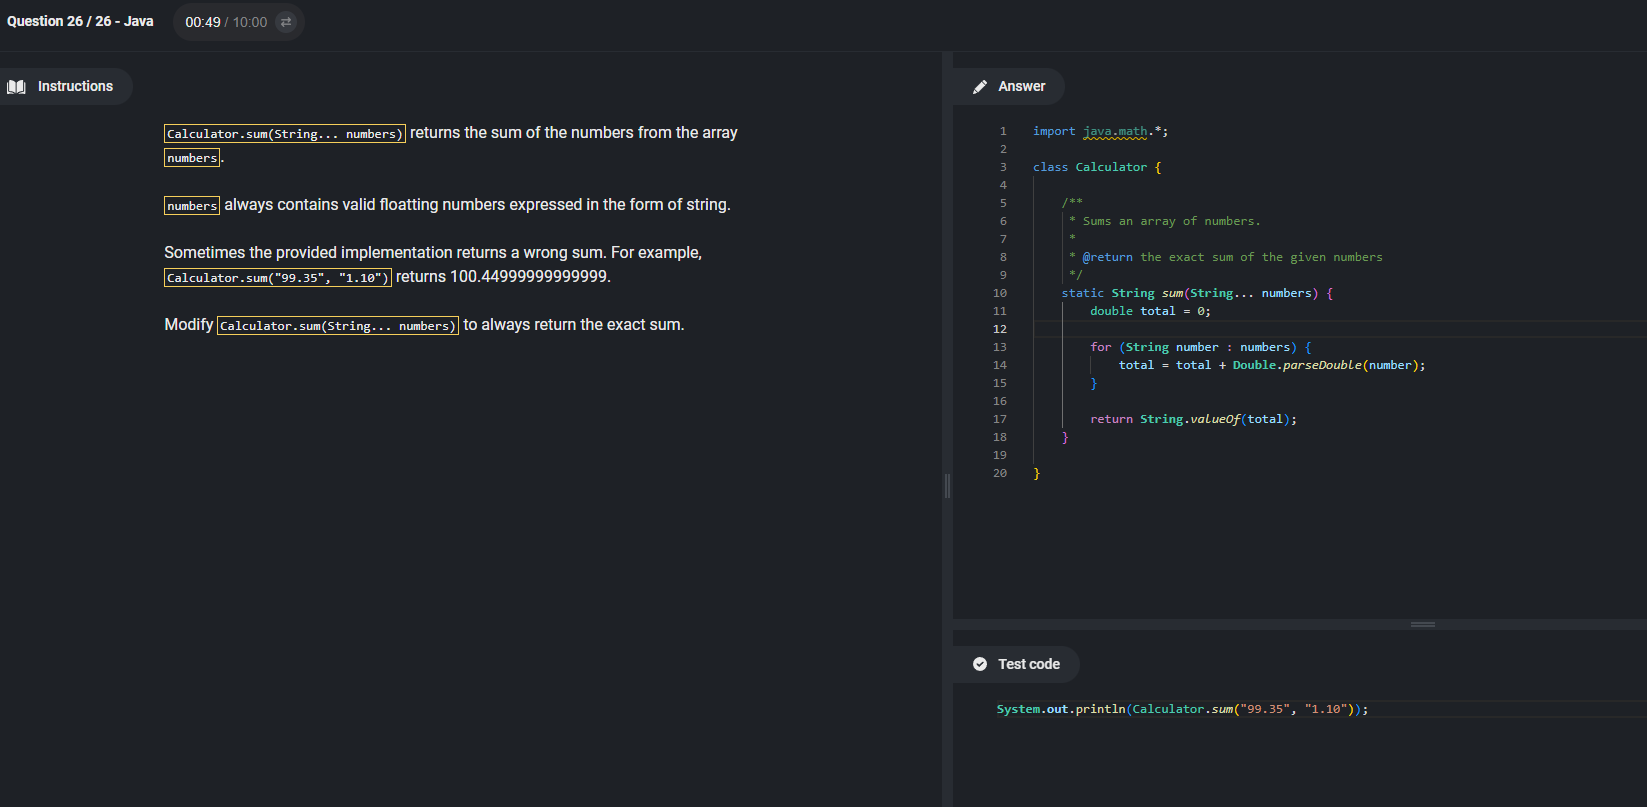 Question 26 / 26 - Java
00:49 / 10:00
Instructions
Calculator.sum(String... numbers) returns the sum of the numbers from the array
numbers.
numbers always contains valid floatting numbers expressed in the form of string.
Sometimes the provided implementation returns a wrong sum. For example,
Calculator.sum("99.35", "1.10") returns 100.44999999999999.
Modify Calculator.sum(String... numbers) to always return the exact sum.
Answer
1 import java.math.*;
2
3 class Calculator {
4
5 /**
6 * Sums an array of numbers.
7 *
8 * @return the exact sum of the given numbers
9 */
10 static String sum(String... numbers) {
11 double total = 0;
12
13 for (String number : numbers) {
14 total = total + Double.parseDouble(number);
15 }
16
17 return String.valueOf(total);
18 }
19
20 }
Test code
System.out.println(Calculator.sum("99.35", "1.10"));